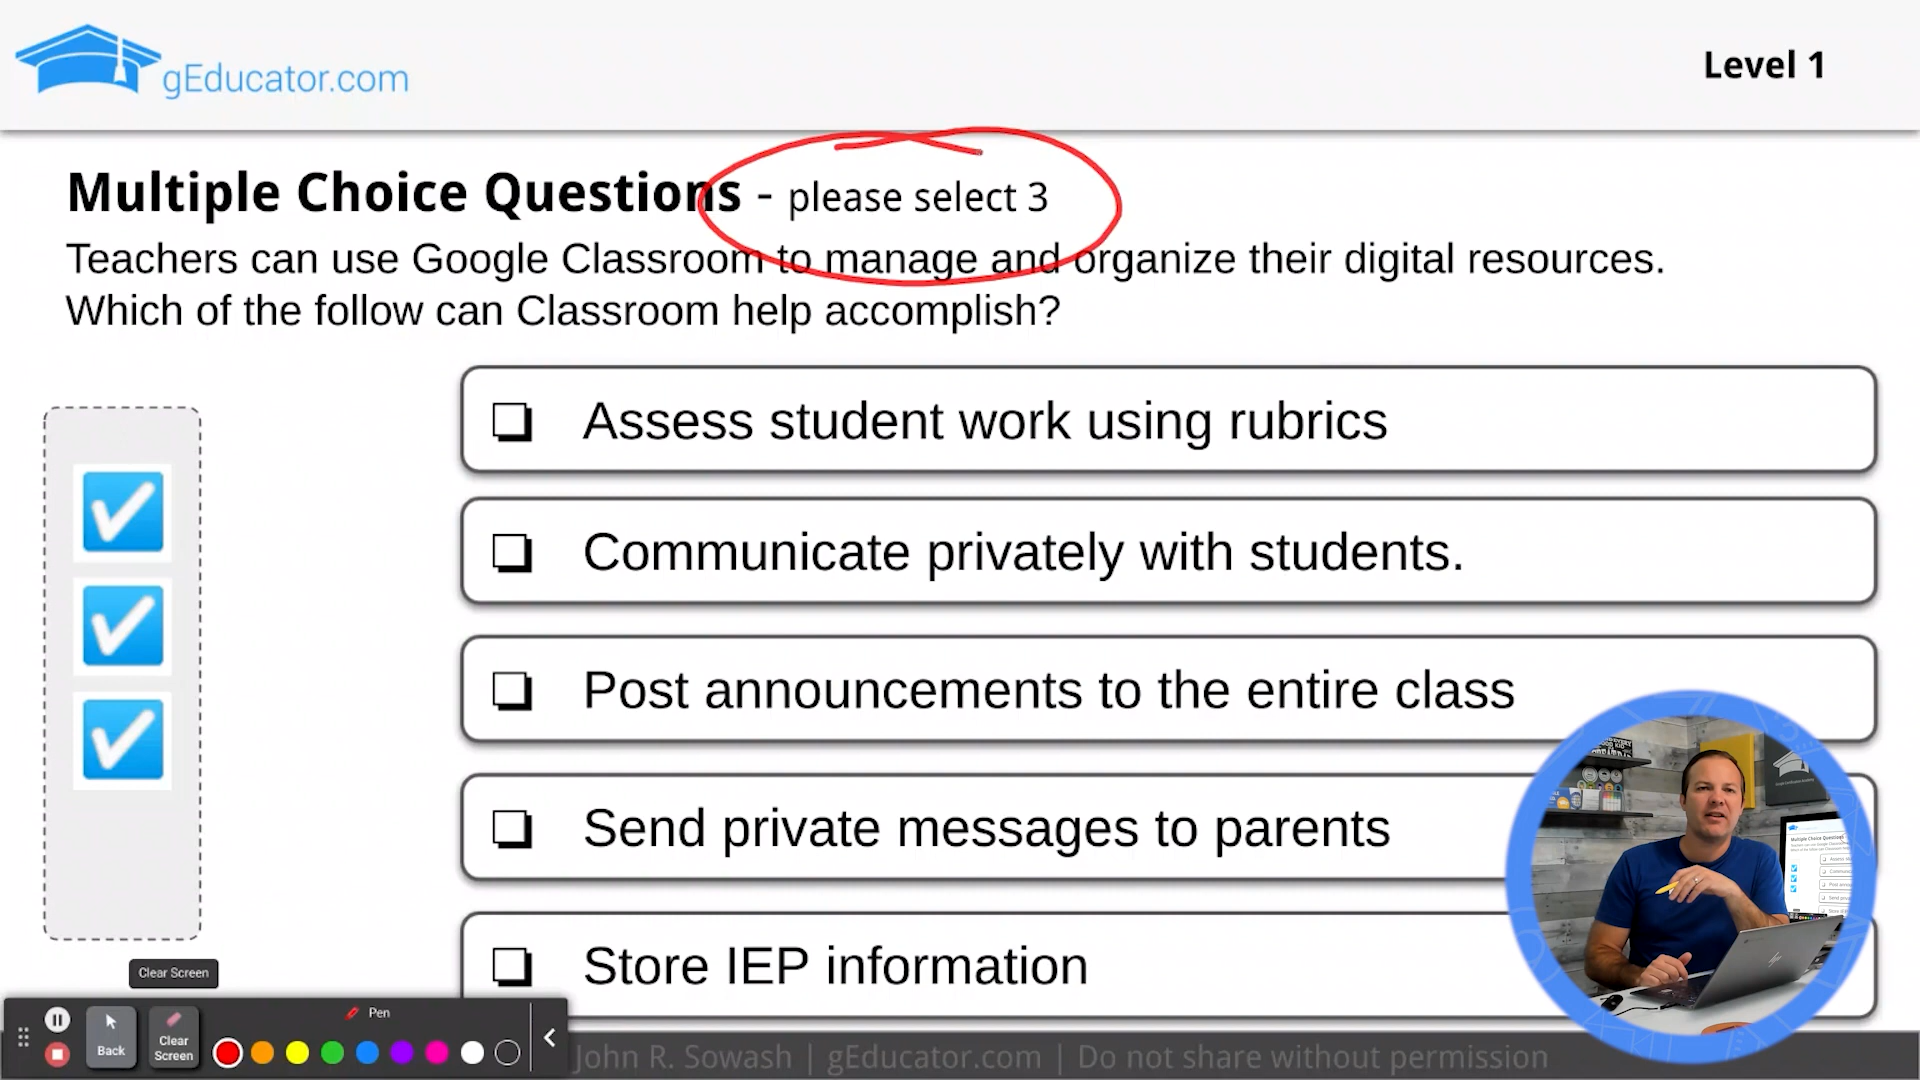 gEducator.com
Level 1
Multiple Choice Questions - please select 3
Teachers can use Google Classroom to manage and organize their digital resources.
Which of the follow can Classroom help accomplish?
Assess student work using rubrics
Communicate privately with students.
Post announcements to the entire class
Send private messages to parents
Store IEP information
Clear Screen
Pen
Back
Clear
Screen
John R. Sowash | gEducator.com | Do not share without permission